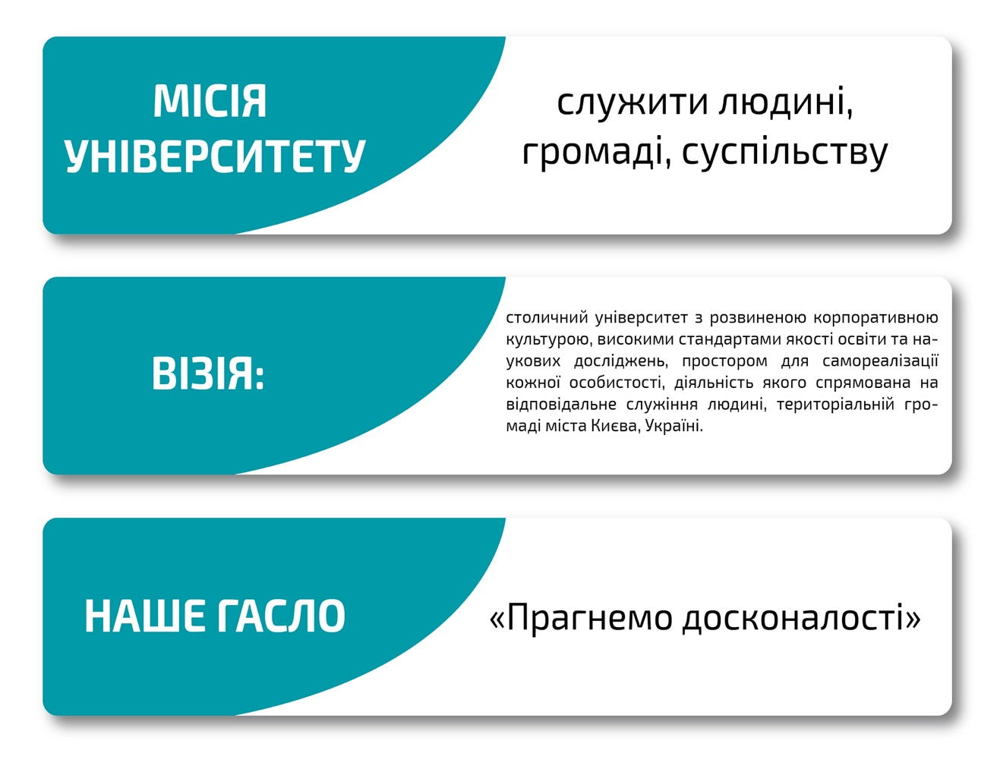 МІСІЯ
УНІВЕРСИТЕТУ
служити людині,
громаді, суспільству
ВІЗІЯ:
столичний університет з розвиненою корпоративною
культурою, високими стандартами якості освіти та на-
укових досліджень, простором для самореалізації
кожної особистості, діяльність якого спрямована на
відповідальне служіння людині, територіальній гро-
маді міста Києва, Україні.
НАШЕ ГАСЛО
«Прагнемо досконалості»